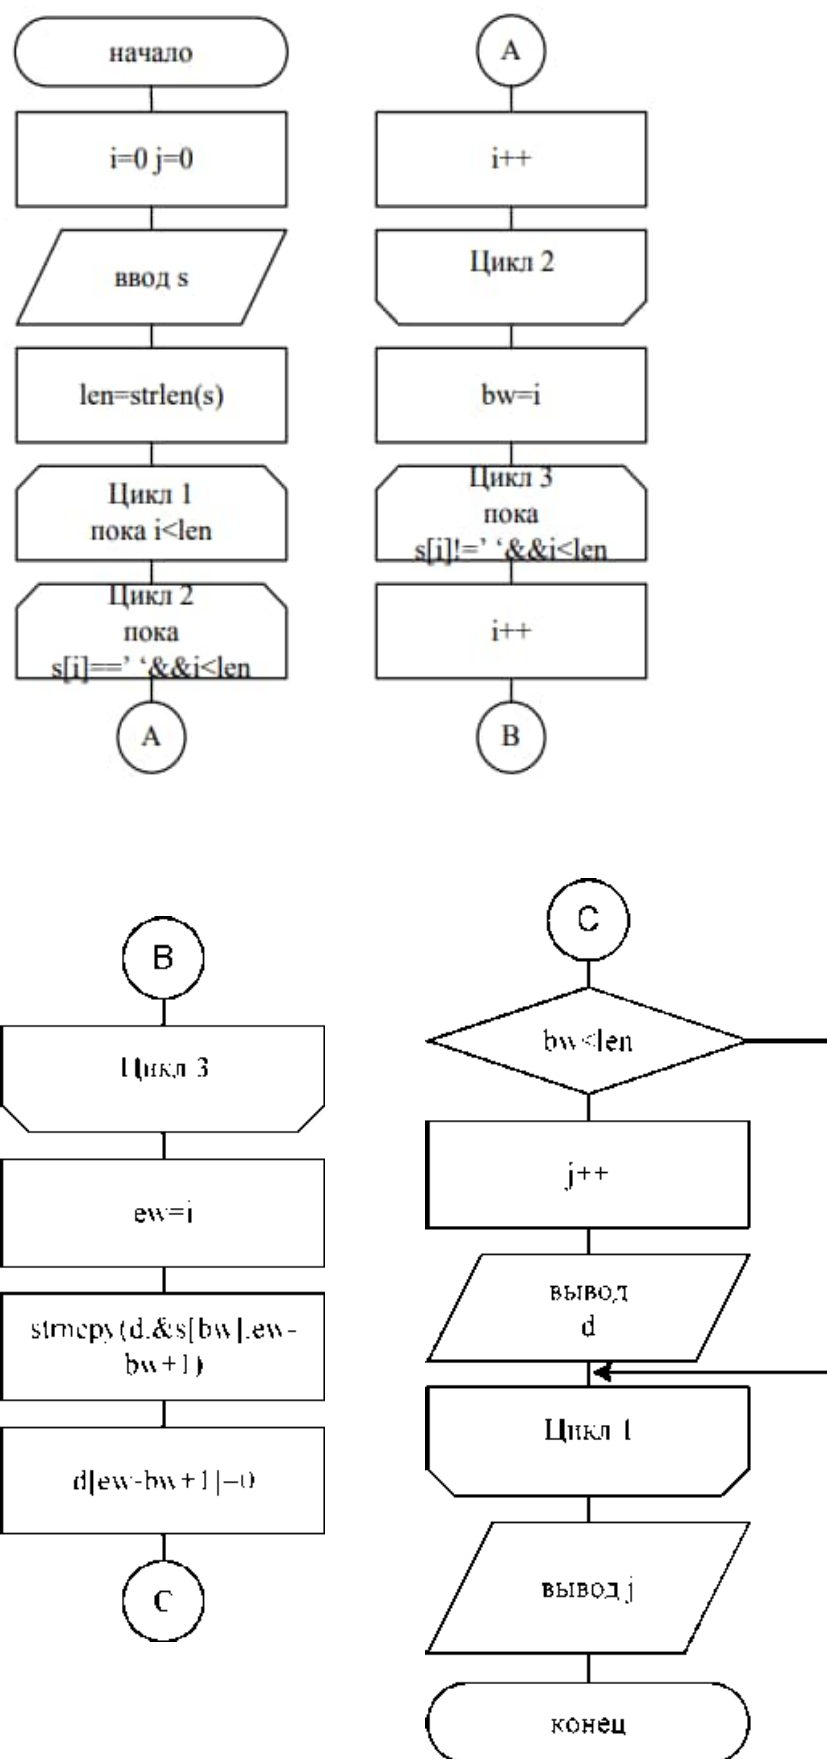 начало
i=0 j=0
ввод s
len=strlen(s)
Цикл 1
пока i<len
Цикл 2
пока
s[i]==’ ‘&&i<len
A
A
i++
Цикл 2
bw=i
Цикл 3
пока
s[i]!=’ ‘&&i<len
i++
B
B
Цикл 3
ew=i
strncpy(d,&s[bw],ew-
bw+1)
d[ew-bw+1]=0
C
C
bw<len
j++
вывод
d
Цикл 1
вывод j
конец